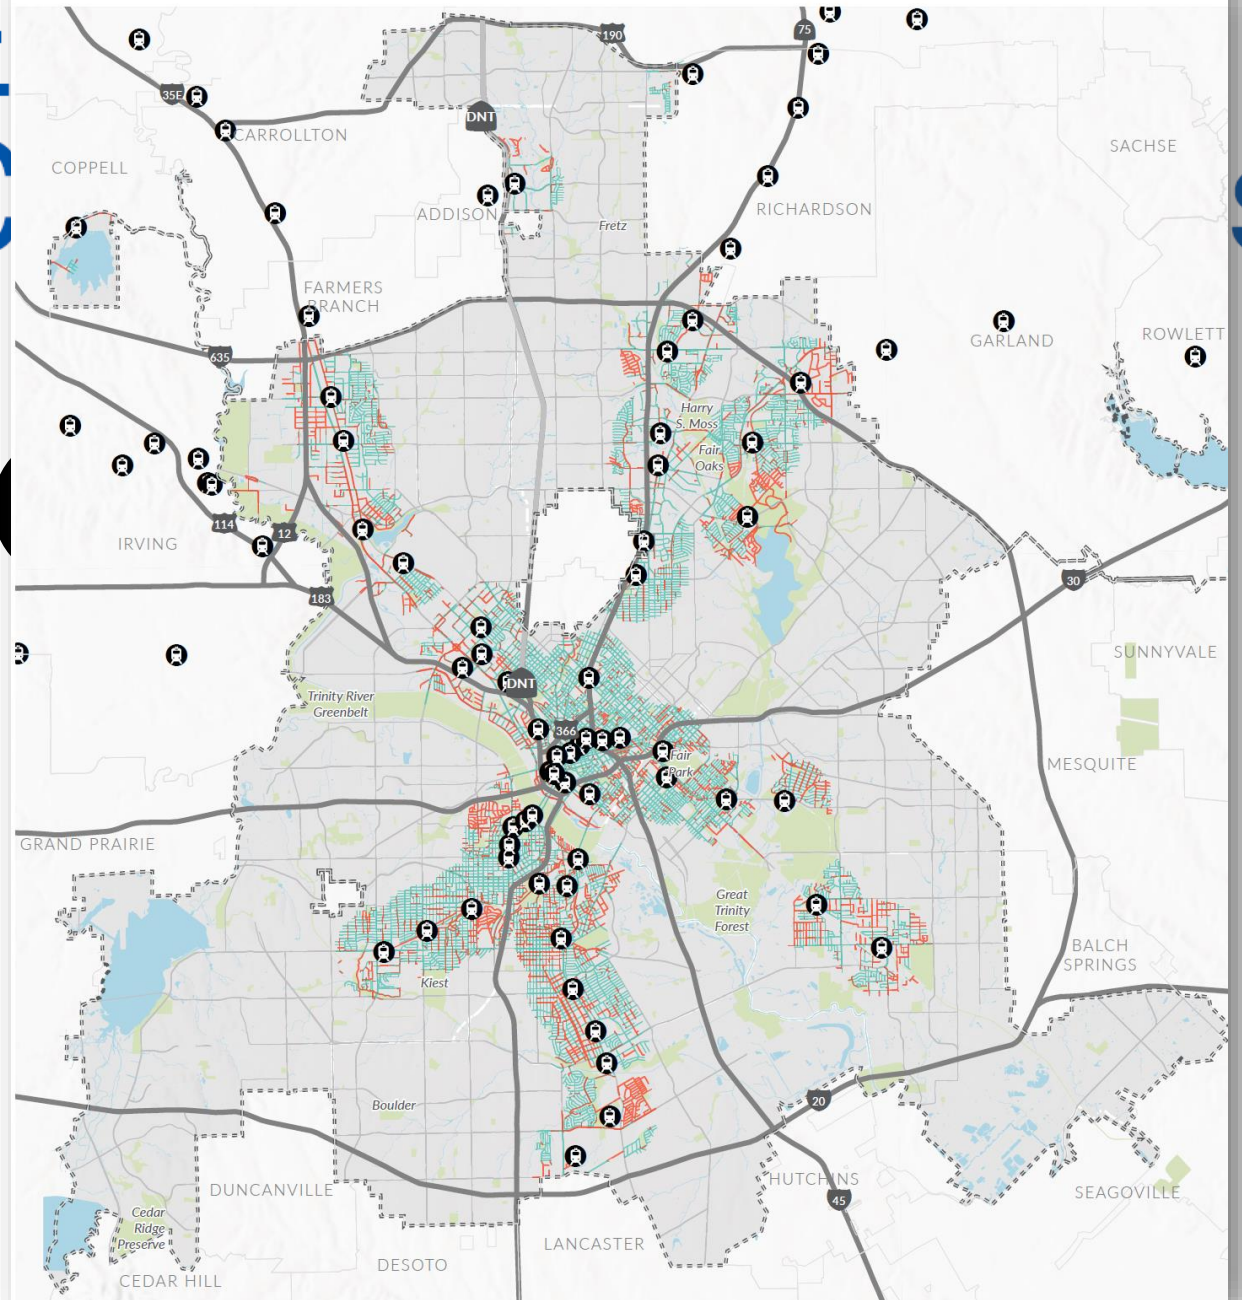 190
75
35E
DNT
CARROLLTON
SACHSE
COPPELL
ADDISON
RICHARDSON
Fretz
FARMERS
BRANCH
GARLAND
ROWLETT
635
Harry
S. Moss
Fair
Oaks
114
12
IRVING
30
183
SUNNYVALE
DNT
Trinity River
Greenbelt
366
Fair
Park
MESQUITE
GRAND PRAIRIE
Great
Trinity
Forest
BALCH
SPRINGS
Kiest
Boulder
20
HUTCHINS
DUNCANVILLE
45
SEAGOVILLE
Cedar
Ridge
Preserve
LANCASTER
DESOTO
CEDAR HILL